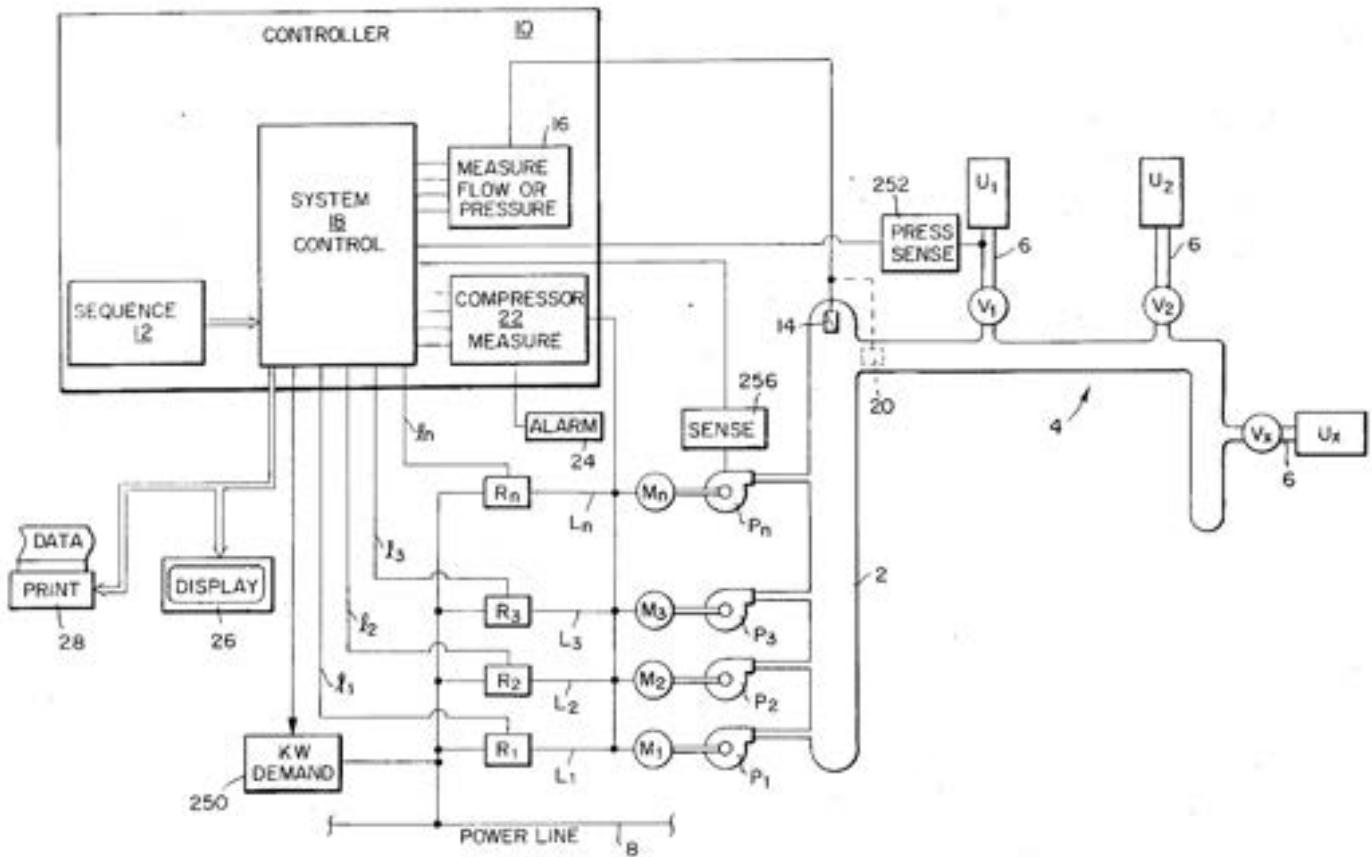 CONTROLLER 10
16
MEASURE
FLOW OR
PRESSURE
SYSTEM
18
CONTROL
SEQUENCE
12
COMPRESSOR
22
MEASURE
252
PRESS
SENSE
U1
U2
6
6
V1
V2
14
20
4
Vx
Ux
6
ALARM
24
256
SENSE
ln
Rn
Ln
Mn
Pn
DATA
PRINT
28
DISPLAY
26
l3
R3
L3
M3
P3
2
l2
R2
L2
M2
P2
l1
R1
L1
M1
P1
KW
DEMAND
250
POWER LINE
8